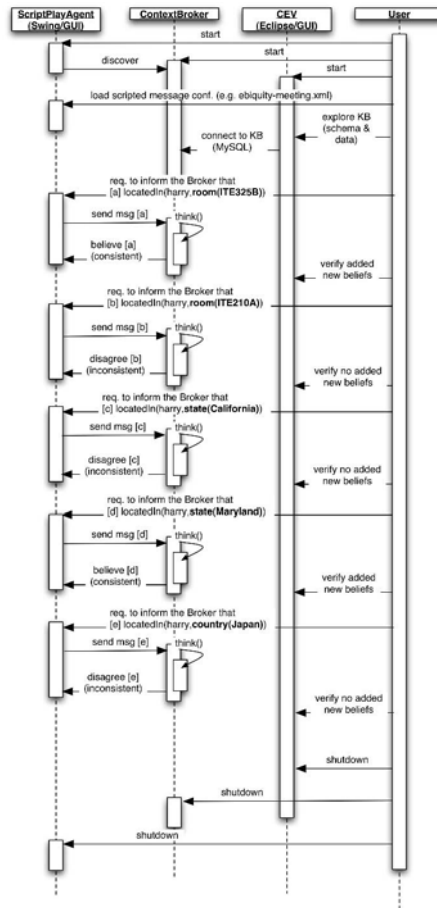 ScriptPlayAgent
(Swing/GUI)
ContextBroker
CEV
(Eclipse/GUI)
User
start
start
discover
start
load scripted message conf. (e.g. ebiquity-meeting.xml)
explore KB
(schema &
data)
connect to KB
(MySQL)
req. to inform the Broker that
[a] locatedIn(harry,room(ITE325B))
send msg [a]
think()
believe [a]
(consistent)
verify added
new beliefs
req. to inform the Broker that
[b] locatedIn(harry,room(ITE210A))
send msg [b]
think()
disagree [b]
(inconsistent)
verify no added
new beliefs
req. to inform the Broker that
[c] locatedIn(harry,state(California))
send msg [c]
think()
disagree [c]
(inconsistent)
verify no added
new beliefs
req. to inform the Broker that
[d] locatedIn(harry,state(Maryland))
send msg [d]
think()
believe [d]
(consistent)
verify added
new beliefs
req. to inform the Broker that
[e] locatedIn(harry,country(Japan))
send msg [e]
think()
disagree [e]
(inconsistent)
verify no added
new beliefs
shutdown
shutdown
shutdown